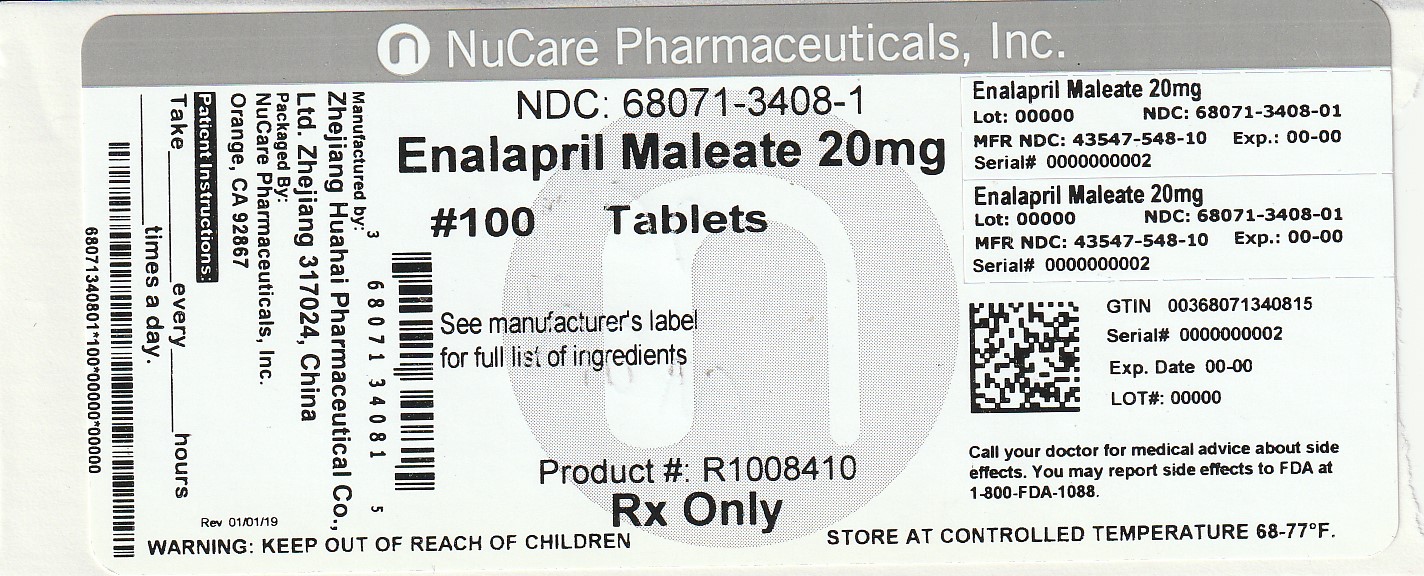 NuCare Pharmaceuticals, Inc.
NDC: 68071-3408-1
Enalapril Maleate 20mg
#100 Tablets
See manufacturer's label
for full list of ingredients
Product #: R1008410
Rx Only
WARNING: KEEP OUT OF REACH OF CHILDREN
STORE AT CONTROLLED TEMPERATURE 68-77°F.
Manufactured by:
Zhejiang Huahai Pharmaceutical Co.,
Ltd. Zhejiang 317024, China
Packaged By:
NuCare Pharmaceuticals, Inc.
Orange, CA 92867
Patient Instructions:
Take____every____hours
____times a day.
Rev 01/01/19
68071340801*100*00000*00000
3 68071 34081 5
Enalapril Maleate 20mg
Lot: 00000 NDC: 68071-3408-01
MFR NDC: 43547-548-10 Exp.: 00-00
Serial# 0000000002
Enalapril Maleate 20mg
Lot: 00000 NDC: 68071-3408-01
MFR NDC: 43547-548-10 Exp.: 00-00
Serial# 0000000002
GTIN 00368071340815
Serial# 0000000002
Exp. Date 00-00
LOT#: 00000
Call your doctor for medical advice about side
effects. You may report side effects to FDA at
1-800-FDA-1088.